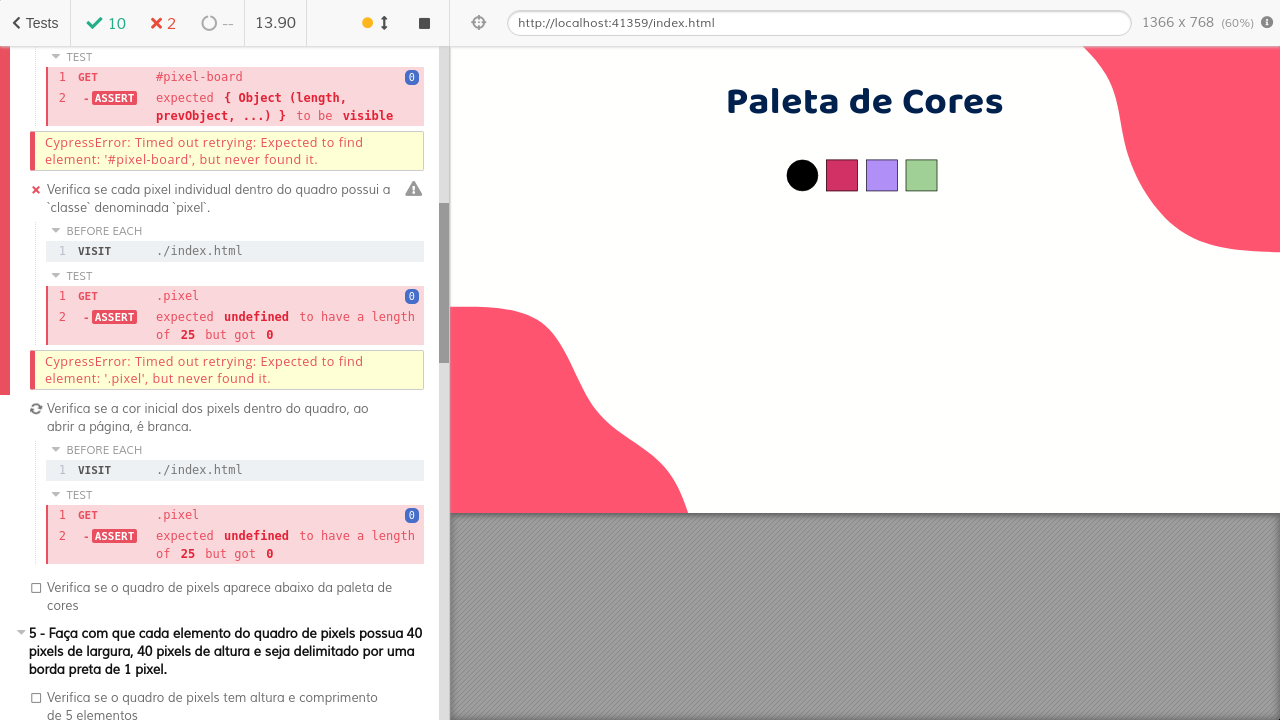 Tests
10
2
--
13.90
http://localhost:41359/index.html
1366 x 768 (60%)
TEST
1 GET #pixel-board 0
2 -ASSERT expected { Object (length,
prevObject, ...) } to be visible
CypressError: Timed out retrying: Expected to find
element: '#pixel-board', but never found it.
Verifica se cada pixel individual dentro do quadro possui a
`classe` denominada `pixel`.
BEFORE EACH
1 VISIT ./index.html
TEST
1 GET .pixel 0
2 -ASSERT expected undefined to have a length
of 25 but got 0
CypressError: Timed out retrying: Expected to find
element: '.pixel', but never found it.
Verifica se a cor inicial dos pixels dentro do quadro, ao
abrir a página, é branca.
BEFORE EACH
1 VISIT ./index.html
TEST
1 GET .pixel 0
2 -ASSERT expected undefined to have a length
of 25 but got 0
Verifica se o quadro de pixels aparece abaixo da paleta de
cores
5 - Faça com que cada elemento do quadro de pixels possua 40
pixels de largura, 40 pixels de altura e seja delimitado por uma
borda preta de 1 pixel.
Verifica se o quadro de pixels tem altura e comprimento
de 5 elementos
Paleta de Cores